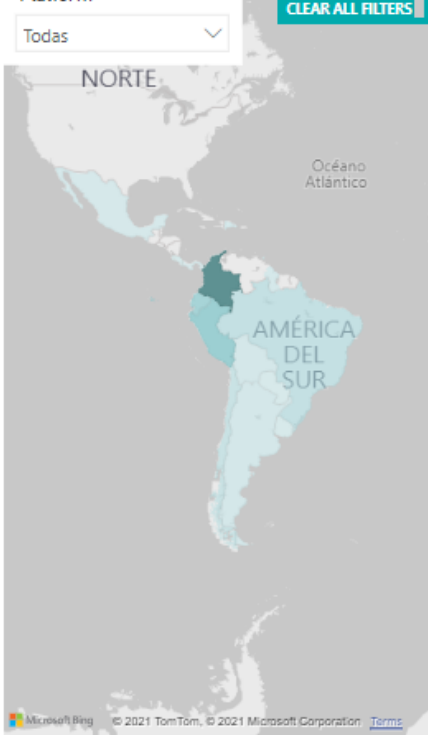 CLEAR ALL FILTERS
Todas
NORTE
Océano
Atlántico
AMÉRICA
DEL
SUR
Microsoft Bing © 2021 TomTom, © 2021 Microsoft Corporation Terms